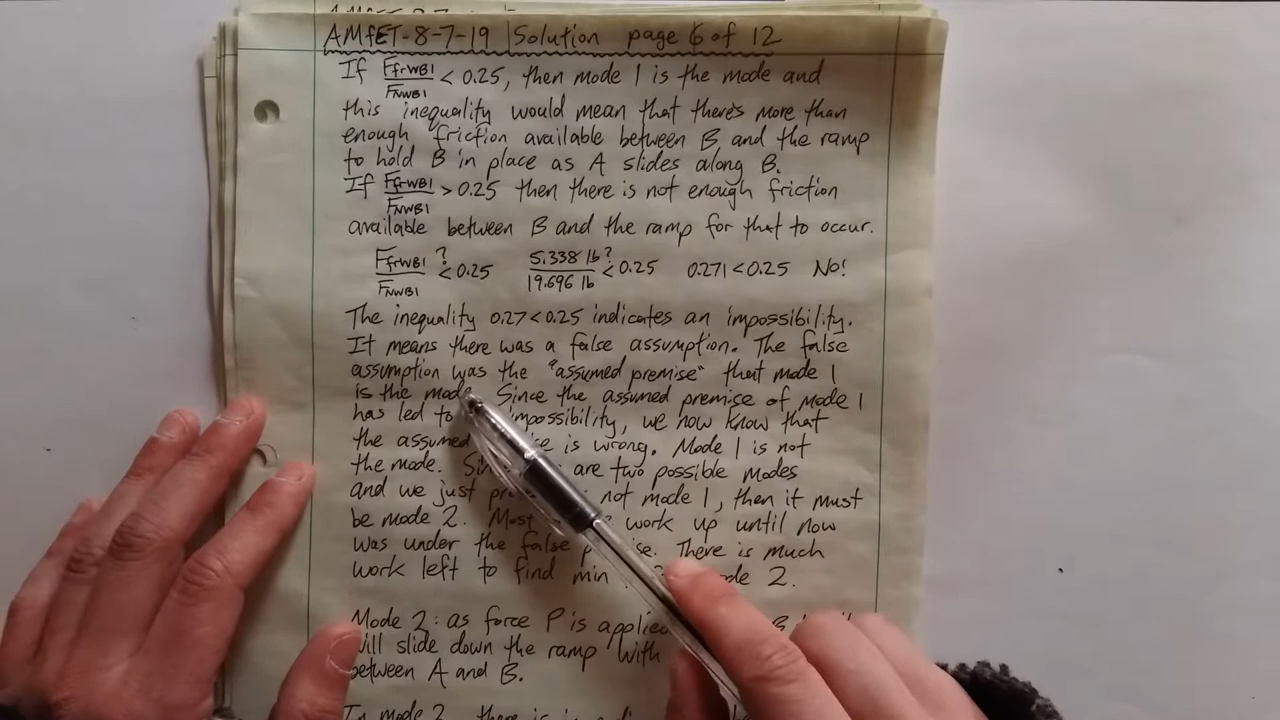 AMfET-8-7-19 Solution page 6 of 12
If FfrWB1/FNWB1 < 0.25, then mode 1 is the mode and
this inequality would mean that there's more than
enough friction available between B and the ramp
to hold B in place as A slides along B.
If FfrWB1/FNWB1 > 0.25 then there is not enough friction
available between B and the ramp for that to occur.
FfrWB1/FNWB1 <? 0.25 5.338 lb/19.696 lb <? 0.25 0.271 < 0.25 No!
The inequality 0.27 < 0.25 indicates an impossibility.
It means there was a false assumption. The false
assumption was the "assumed premise" that mode 1
is the mode. Since the assumed premise of Mode 1
has led to impossibility, we now know that
the assumed is wrong. Mode 1 is not
the mode. are two possible modes
and we just not mode 1, then it must
be mode 2. Most work up until now
was under the false There is much
work left to find min 2.
Mode 2: as force P is applied B
will slide down the ramp with
between A and B.
In mode 2